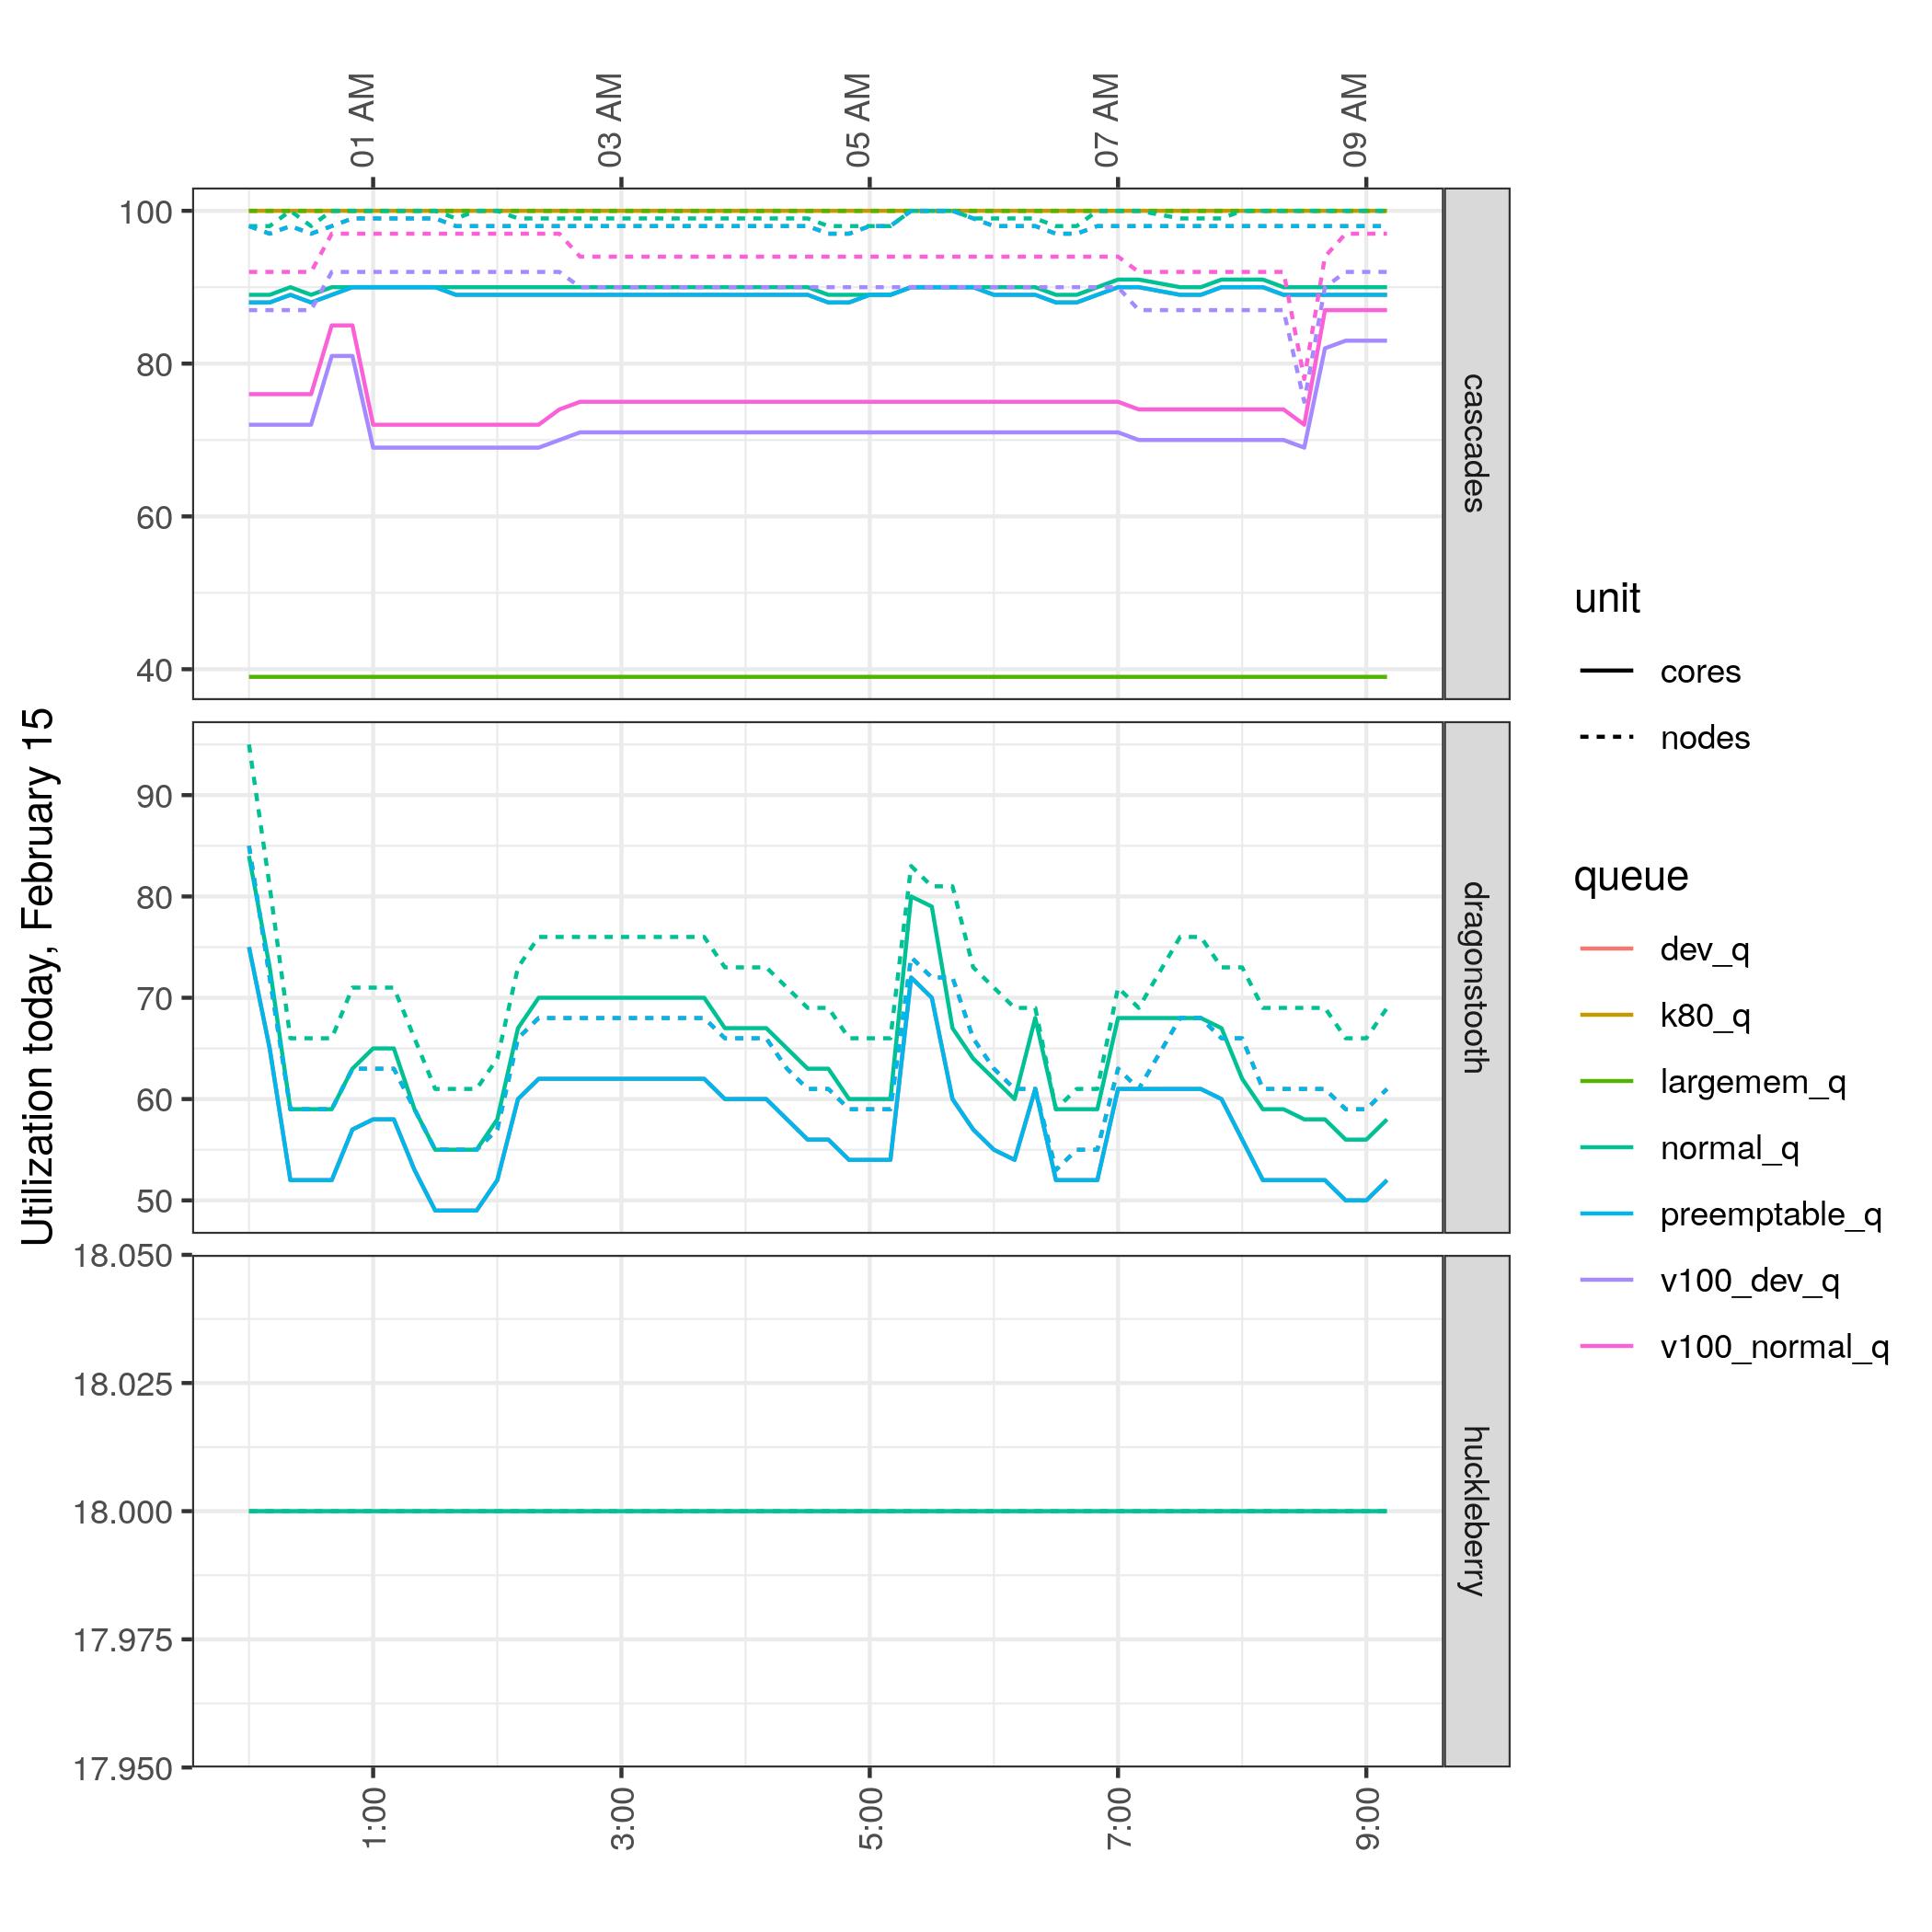 01 AM
03 AM
05 AM
07 AM
09 AM
Utilization today, February 15
100
80
60
40
cascades
90
80
70
60
50
dragonstooth
18.050
18.025
18.000
17.975
17.950
huckleberry
1:00
3:00
5:00
7:00
9:00
unit
cores
nodes
queue
dev_q
k80_q
largemem_q
normal_q
preemptable_q
v100_dev_q
v100_normal_q